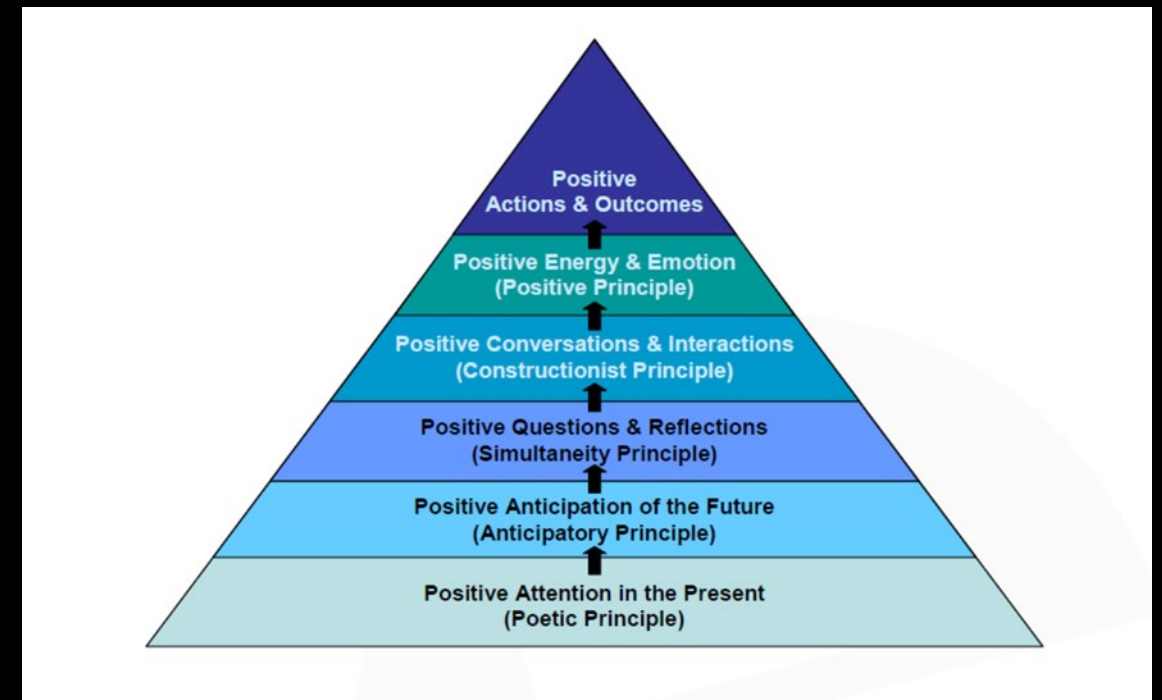 Positive
Actions & Outcomes
Positive Energy & Emotion
(Positive Principle)
Positive Conversations & Interactions
(Constructionist Principle)
Positive Questions & Reflections
(Simultaneity Principle)
Positive Anticipation of the Future
(Anticipatory Principle)
Positive Attention in the Present
(Poetic Principle)